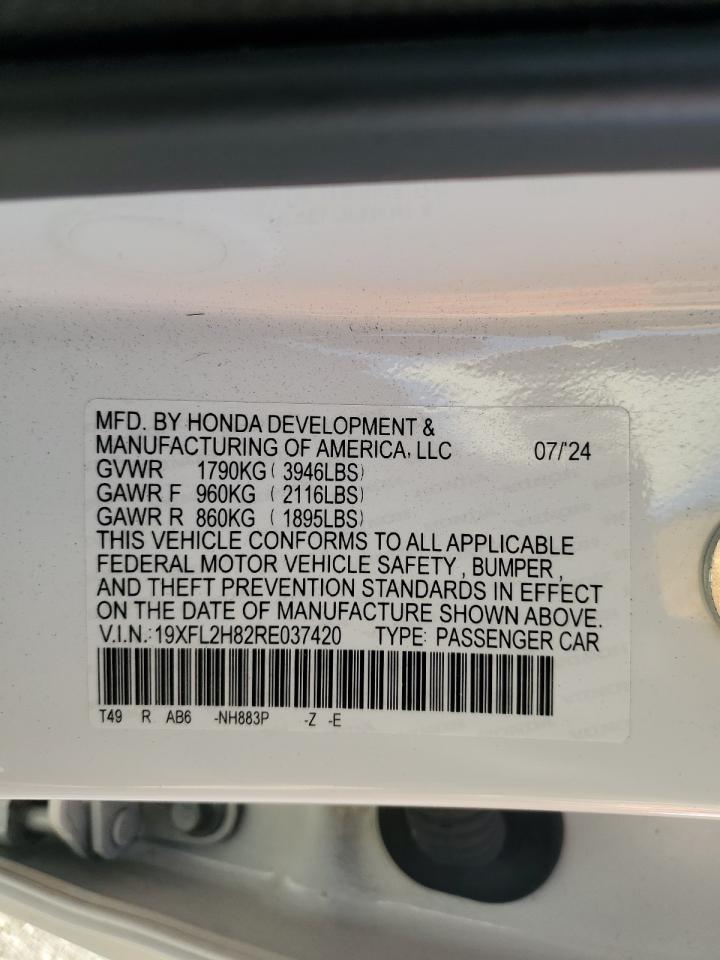 MFD. BY HONDA DEVELOPMENT &
MANUFACTURING OF AMERICA, LLC 07/'24
GVWR 1790KG ( 3946LBS)
GAWR F 960KG ( 2116LBS)
GAWR R 860KG ( 1895LBS)
THIS VEHICLE CONFORMS TO ALL APPLICABLE
FEDERAL MOTOR VEHICLE SAFETY , BUMPER ,
AND THEFT PREVENTION STANDARDS IN EFFECT
ON THE DATE OF MANUFACTURE SHOWN ABOVE.
V.I.N.: 19XFL2H82RE037420 TYPE: PASSENGER CAR
T49 R AB6 -NH883P -Z -E